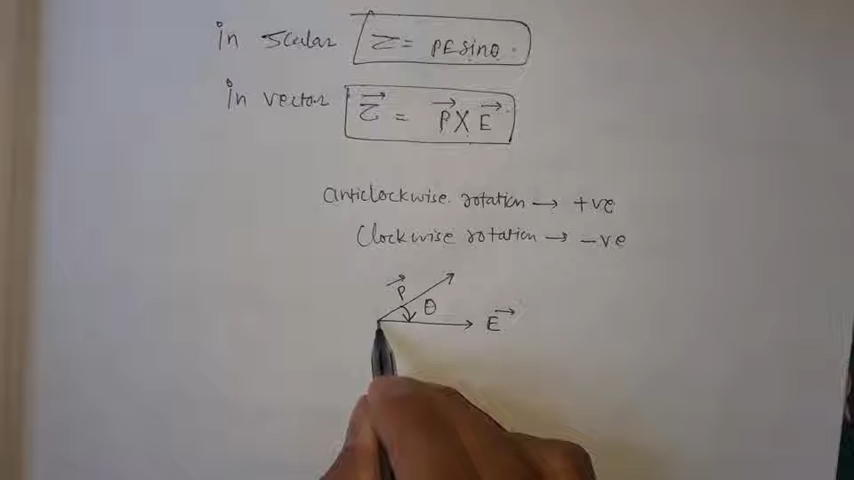 in scalar τ = PE sinθ
in vector τ⃗ = P⃗ X E⃗
anticlockwise rotation → +ve
Clockwise rotation → -ve
P⃗
θ
E⃗